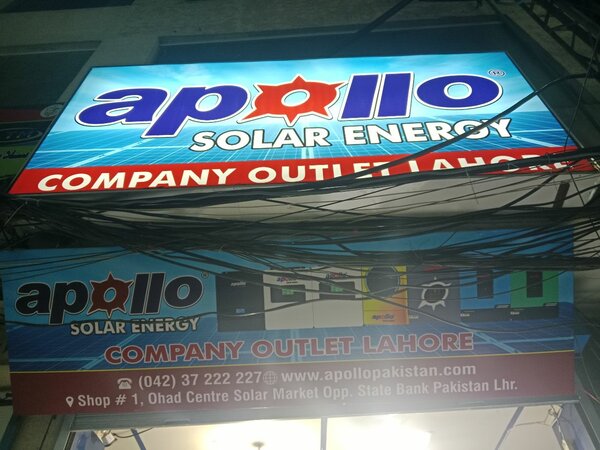 apollo®
SOLAR ENERGY
COMPANY OUTLET LAHORE
apollo®
SOLAR ENERGY
COMPANY OUTLET LAHORE
(042) 37 222 227 www.apollopakistan.com
Shop # 1, Ohad Centre Solar Market Opp. State Bank Pakistan Lhr.